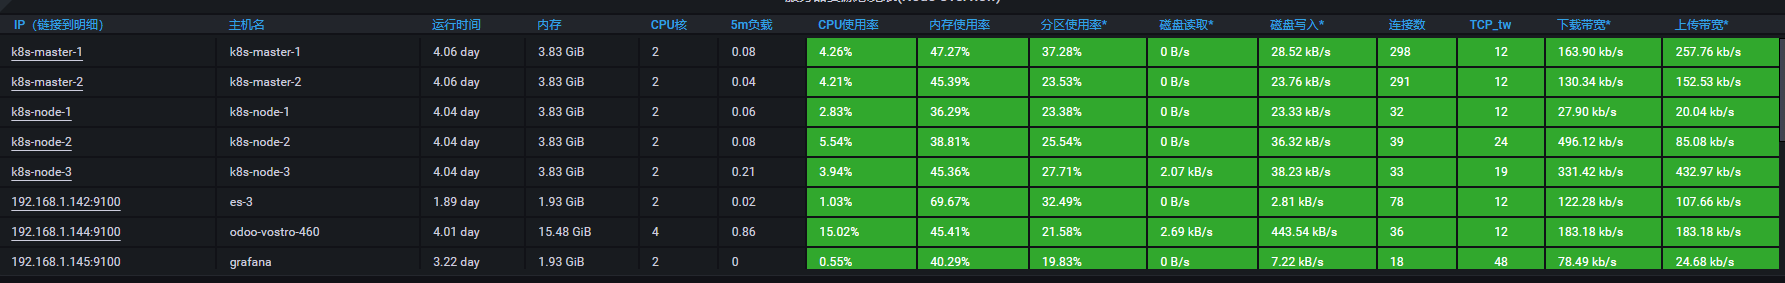 IP（链接到明细） 主机名 运行时间 内存 CPU核 5m负载 CPU使用率 内存使用率 分区使用率* 磁盘读取* 磁盘写入* 连接数 TCP_tw 下载带宽* 上传带宽*
k8s-master-1 k8s-master-1 4.06 day 3.83 GiB 2 0.08 4.26% 47.27% 37.28% 0 B/s 28.52 kB/s 298 12 163.90 kb/s 257.76 kb/s
k8s-master-2 k8s-master-2 4.06 day 3.83 GiB 2 0.04 4.21% 45.39% 23.53% 0 B/s 23.76 kB/s 291 12 130.34 kb/s 152.53 kb/s
k8s-node-1 k8s-node-1 4.04 day 3.83 GiB 2 0.06 2.83% 36.29% 23.38% 0 B/s 23.33 kB/s 32 12 27.90 kb/s 20.04 kb/s
k8s-node-2 k8s-node-2 4.04 day 3.83 GiB 2 0.08 5.54% 38.81% 25.54% 0 B/s 36.32 kB/s 39 24 496.12 kb/s 85.08 kb/s
k8s-node-3 k8s-node-3 4.04 day 3.83 GiB 2 0.21 3.94% 45.36% 27.71% 2.07 kB/s 38.23 kB/s 33 19 331.42 kb/s 432.97 kb/s
192.168.1.142:9100 es-3 1.89 day 1.93 GiB 2 0.02 1.03% 69.67% 32.49% 0 B/s 2.81 kB/s 78 12 122.28 kb/s 107.66 kb/s
192.168.1.144:9100 odoo-vostro-460 4.01 day 15.48 GiB 4 0.86 15.02% 45.41% 21.58% 2.69 kB/s 443.54 kB/s 36 12 183.18 kb/s 183.18 kb/s
192.168.1.145:9100 grafana 3.22 day 1.93 GiB 2 0 0.55% 40.29% 19.83% 0 B/s 7.22 kB/s 18 48 78.49 kb/s 24.68 kb/s